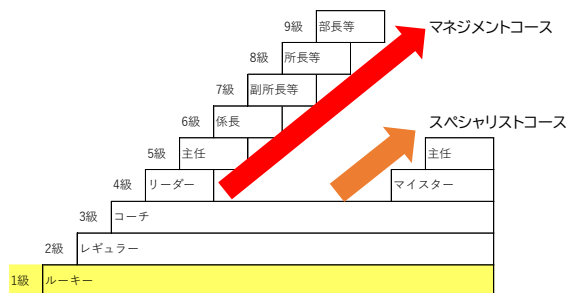 9級 部長等 マネジメントコース
8級 所長等
7級 副所長等
6級 係長 スペシャリストコース
5級 主任 主任
4級 リーダー マイスター
3級 コーチ
2級 レギュラー
1級 ルーキー